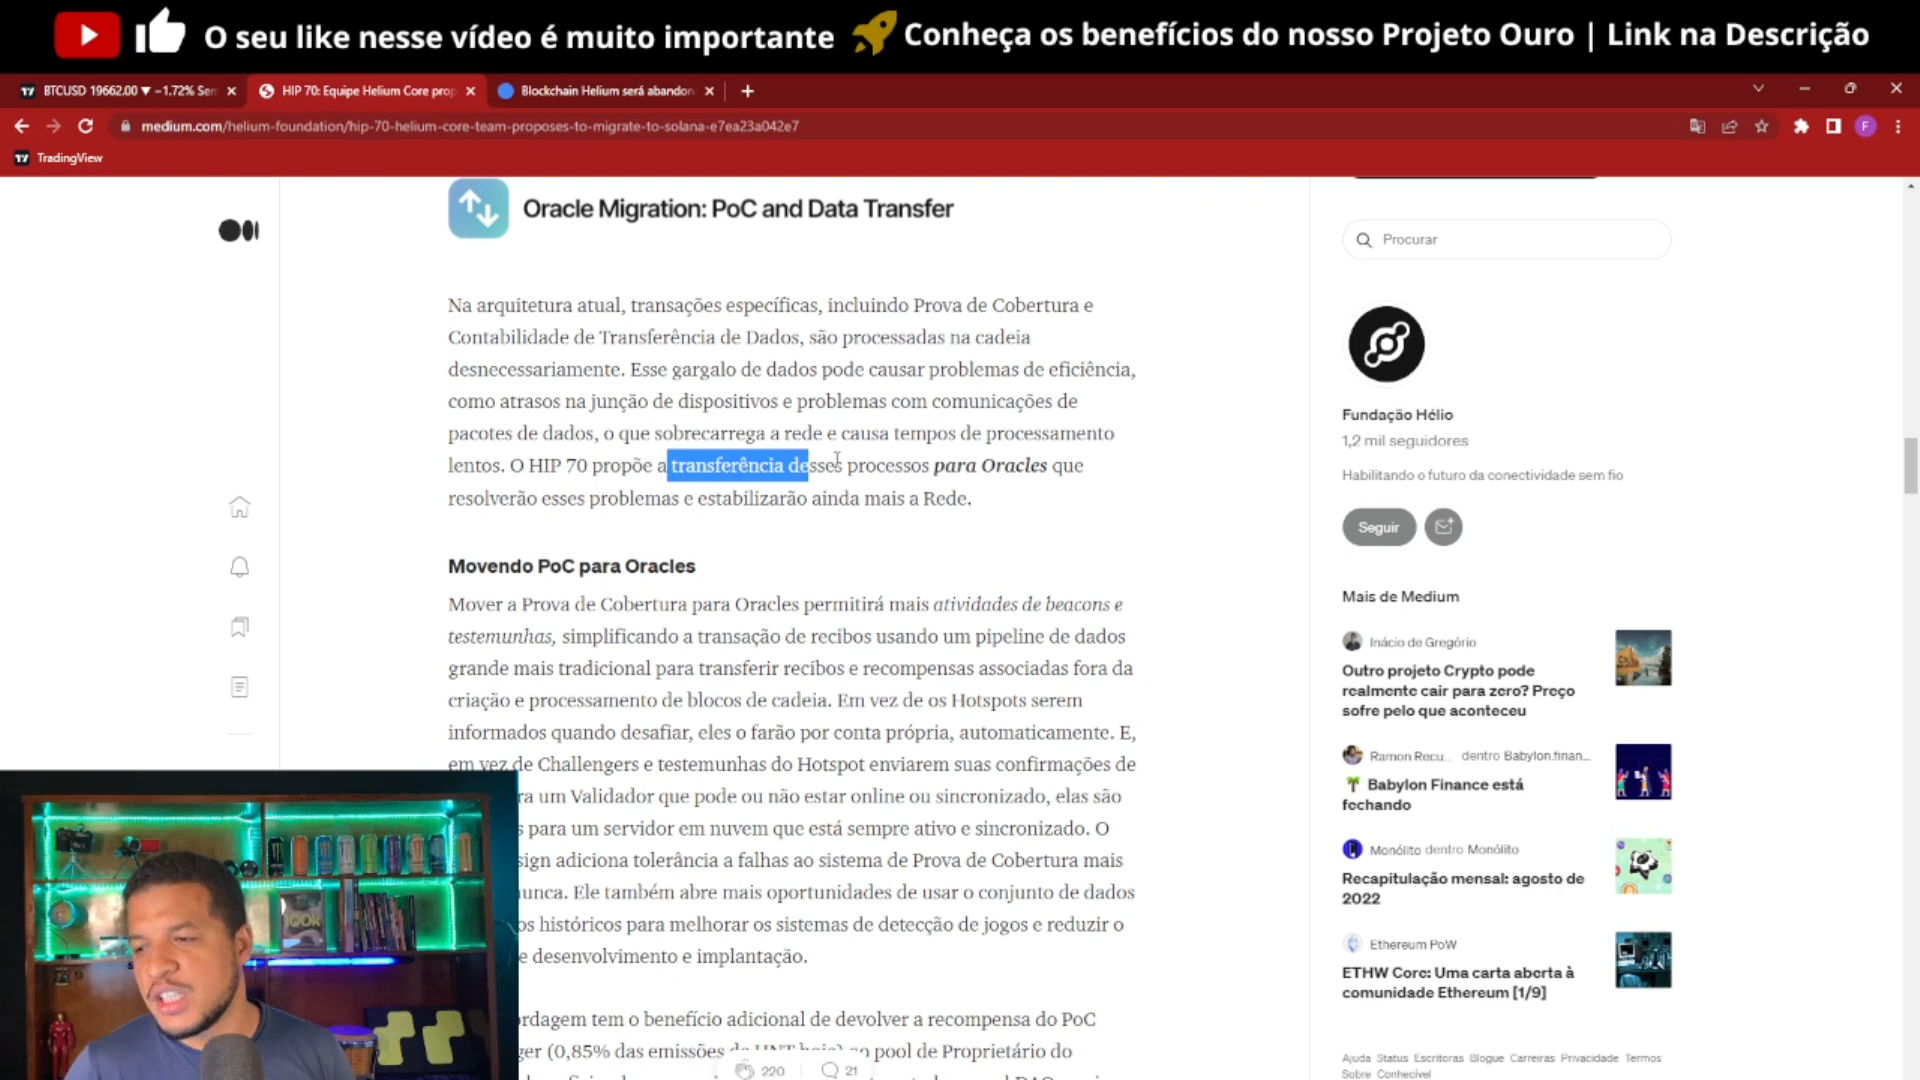 O seu like nesse vídeo é muito importante
Conheça os benefícios do nosso Projeto Ouro | Link na Descrição
BTCUSD 19662.00 ▼ −1.72% Sem
HIP 70: Equipe Helium Core prop
Blockchain Helium será abandon
medium.com/helium-foundation/hip-70-helium-core-team-proposes-to-migrate-to-solana-e7ea23a042e7
F
TradingView
Oracle Migration: PoC and Data Transfer
Na arquitetura atual, transações específicas, incluindo Prova de Cobertura e
Contabilidade de Transferência de Dados, são processadas na cadeia
desnecessariamente. Esse gargalo de dados pode causar problemas de eficiência,
como atrasos na junção de dispositivos e problemas com comunicações de
pacotes de dados, o que sobrecarrega a rede e causa tempos de processamento
lentos. O HIP 70 propõe a transferência desses processos para Oracles que
resolverão esses problemas e estabilizarão ainda mais a Rede.
Movendo PoC para Oracles
Mover a Prova de Cobertura para Oracles permitirá mais atividades de beacons e
testemunhas, simplificando a transação de recibos usando um pipeline de dados
grande mais tradicional para transferir recibos e recompensas associadas fora da
criação e processamento de blocos de cadeia. Em vez de os Hotspots serem
informados quando desafiar, eles o farão por conta própria, automaticamente. E,
em vez de Challengers e testemunhas do Hotspot enviarem suas confirmações de
ra um Validador que pode ou não estar online ou sincronizado, elas são
s para um servidor em nuvem que está sempre ativo e sincronizado. O
sign adiciona tolerância a falhas ao sistema de Prova de Cobertura mais
nunca. Ele também abre mais oportunidades de usar o conjunto de dados
os históricos para melhorar os sistemas de detecção de jogos e reduzir o
e desenvolvimento e implantação.
rdagem tem o benefício adicional de devolver a recompensa do PoC
ger (0,85% das emissões de HNT hoje) ao pool de Proprietário do
220
21
Procurar
Fundação Hélio
1,2 mil seguidores
Habilitando o futuro da conectividade sem fio
Seguir
Mais de Medium
Inácio de Gregório
Outro projeto Crypto pode
realmente cair para zero? Preço
sofre pelo que aconteceu
Ramon Recu... dentro Babylon.finan...
Babylon Finance está
fechando
Monólito dentro Monólito
Recapitulação mensal: agosto de
2022
Ethereum PoW
ETHW Core: Uma carta aberta à
comunidade Ethereum [1/9]
Ajuda Status Escritoras Blogue Carreiras Privacidade Termos
Sobre Conhecível